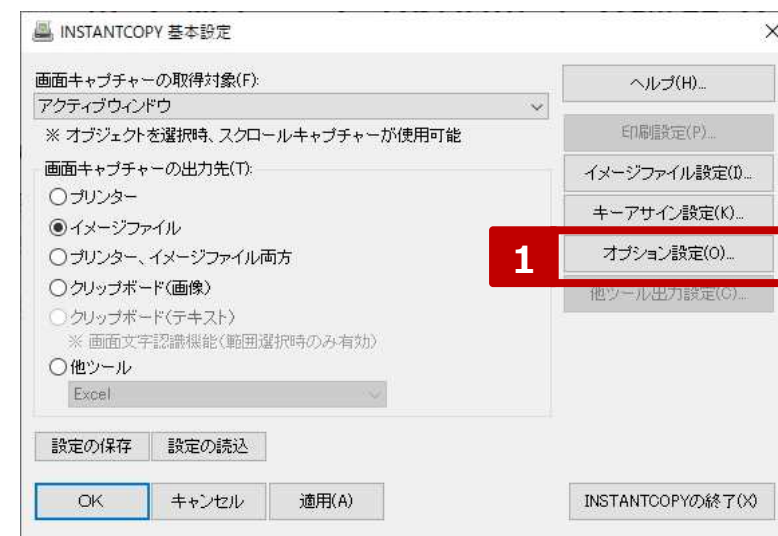 INSTANTCOPY 基本設定
画面キャプチャーの取得対象(F):
アクティブウィンドウ
※ オブジェクトを選択時、スクロールキャプチャーが使用可能
画面キャプチャーの出力先(T):
プリンター
イメージファイル
プリンター、イメージファイル両方
クリップボード(画像)
クリップボード(テキスト)
※ 画面文字認識機能(範囲選択時のみ有効)
他ツール
Excel
設定の保存 設定の読込
OK キャンセル 適用(A)
ヘルプ(H)...
印刷設定(P)...
イメージファイル設定(I)...
キーアサイン設定(K)...
1 オプション設定(O)...
他ツール出力設定(C)...
INSTANTCOPYの終了(X)